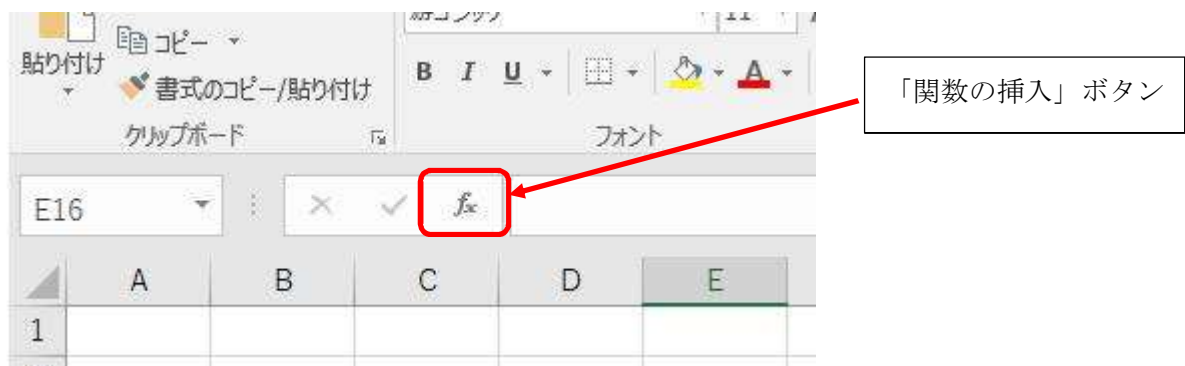 コピー
貼り付け
書式のコピー/貼り付け
B I U A
クリップボード
フォント
「関数の挿入」ボタン
E16
fx
A B C D E
1